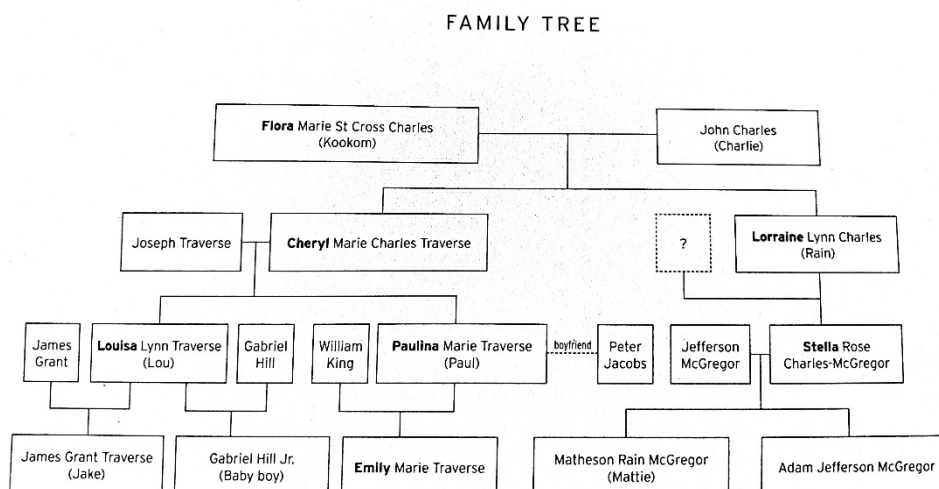 FAMILY TREE
Flora Marie St Cross Charles
(Kookom)
John Charles
(Charlie)
Joseph Traverse
Cheryl Marie Charles Traverse
?
Lorraine Lynn Charles
(Rain)
James
Grant
Louisa Lynn Traverse
(Lou)
Gabriel
Hill
William
King
Paulina Marie Traverse
(Paul)
boyfriend
Peter
Jacobs
Jefferson
McGregor
Stella Rose
Charles-McGregor
James Grant Traverse
(Jake)
Gabriel Hill Jr.
(Baby boy)
Emily Marie Traverse
Matheson Rain McGregor
(Mattie)
Adam Jefferson McGregor